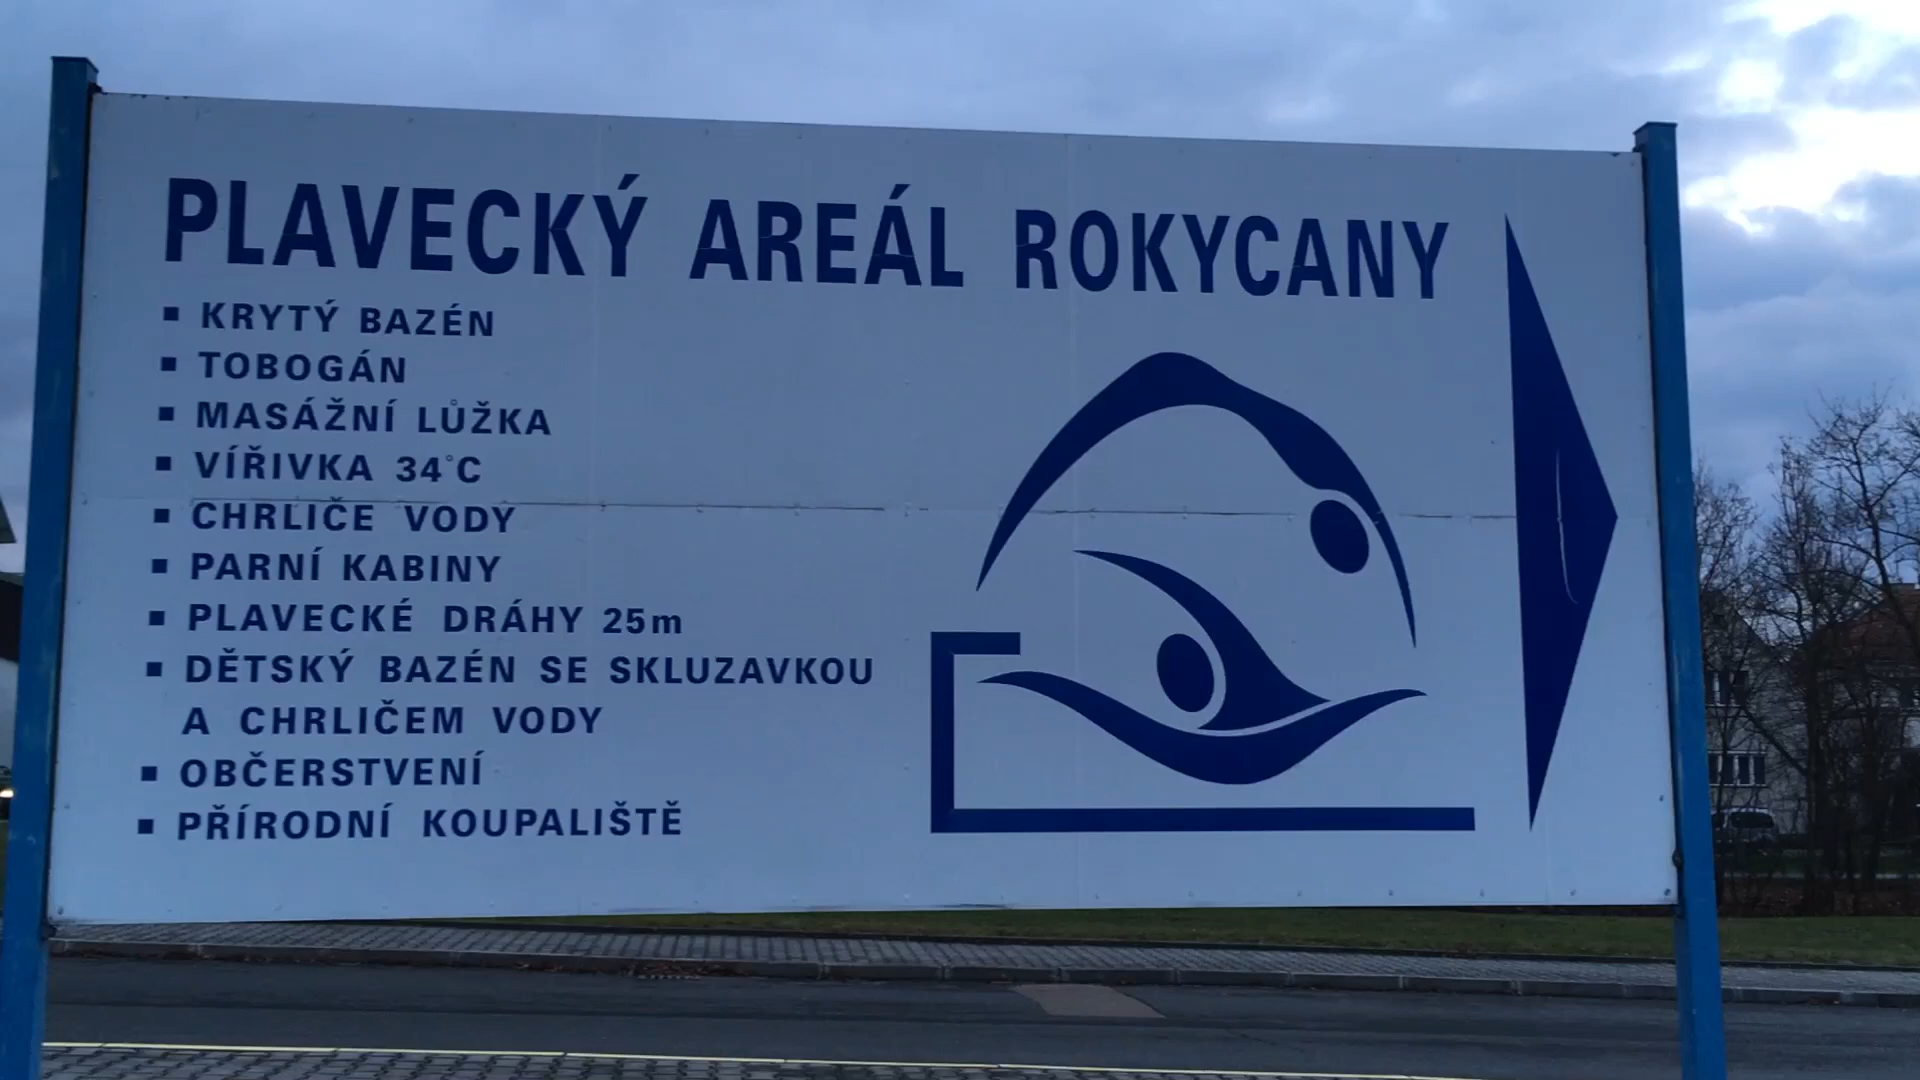 PLAVECKÝ AREÁL ROKYCANY
▪ KRYTÝ BAZÉN
▪ TOBOGÁN
▪ MASÁŽNÍ LŮŽKA
▪ VÍŘIVKA 34°C
▪ CHRLIČE VODY
▪ PARNÍ KABINY
▪ PLAVECKÉ DRÁHY 25m
▪ DĚTSKÝ BAZÉN SE SKLUZAVKOU
A CHRLIČEM VODY
▪ OBČERSTVENÍ
▪ PŘÍRODNÍ KOUPALIŠTĚ